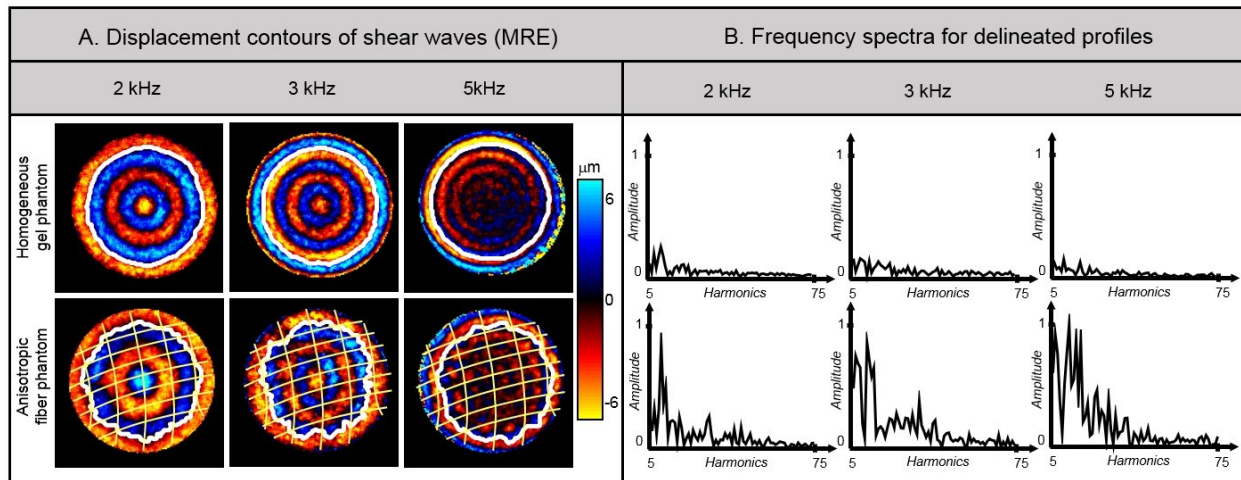 A. Displacement contours of shear waves (MRE)
B. Frequency spectra for delineated profiles
2 kHz
3 kHz
5kHz
2 kHz
3 kHz
5 kHz
Homogeneous
gel phantom
μm
6
0
-6
1
Amplitude
0
5
Harmonics
75
1
Amplitude
0
5
Harmonics
75
1
Amplitude
0
5
Harmonics
75
Anisotropic
fiber phantom
1
Amplitude
0
5
Harmonics
75
1
Amplitude
0
5
Harmonics
75
1
Amplitude
0
5
Harmonics
75